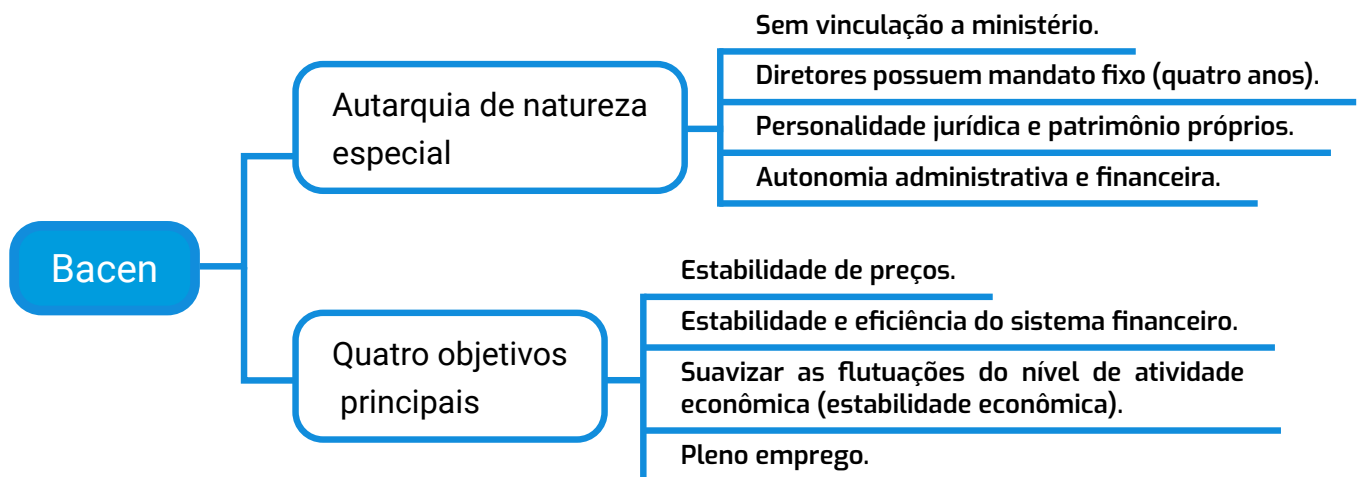 Bacen
Autarquia de natureza
especial
Sem vinculação a ministério.
Diretores possuem mandato fixo (quatro anos).
Personalidade jurídica e patrimônio próprios.
Autonomia administrativa e financeira.
Quatro objetivos
principais
Estabilidade de preços.
Estabilidade e eficiência do sistema financeiro.
Suavizar as flutuações do nível de atividade
econômica (estabilidade econômica).
Pleno emprego.